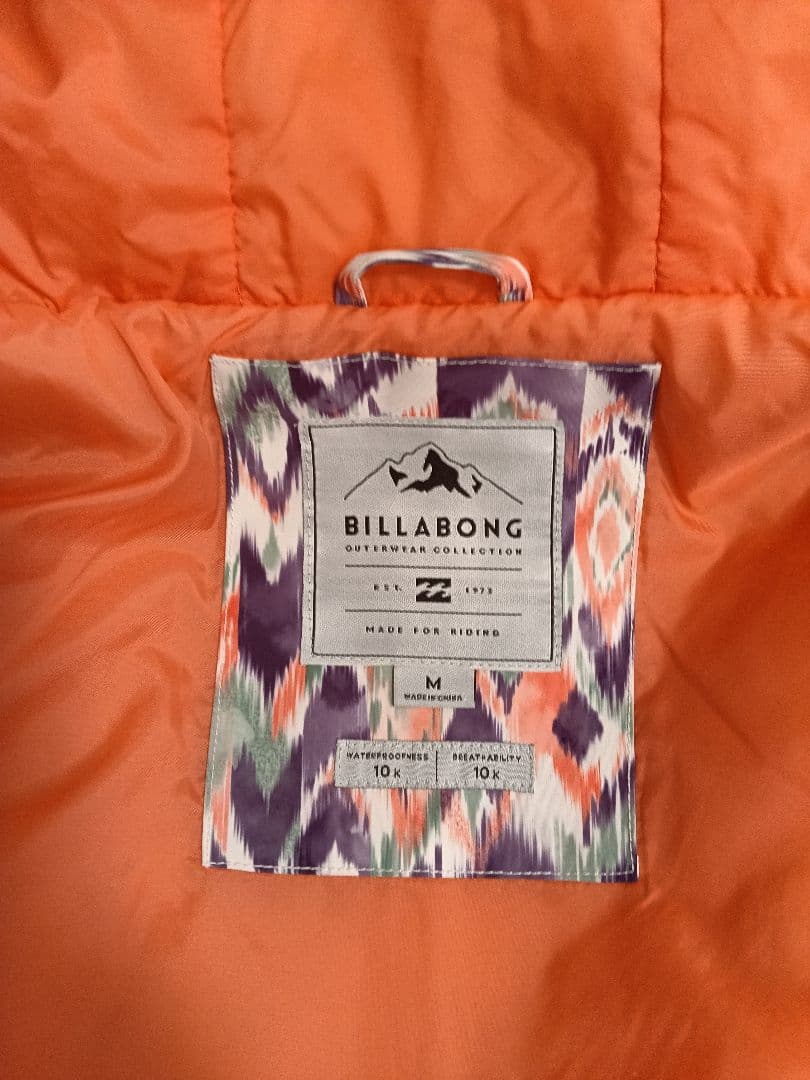 BILLABONG
OUTERWEAR COLLECTION
EST. 1973
MADE FOR RIDING
M
MADE IN CHINA
WATERPROOFNESS BREATHABILITY
10K 10K